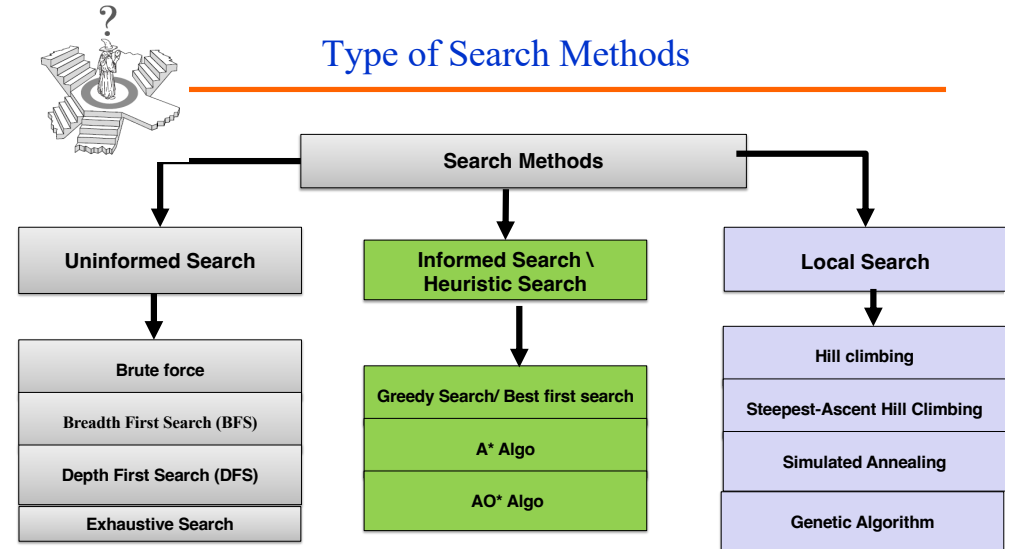 ?
Type of Search Methods
Search Methods
Uninformed Search
Informed Search \
Heuristic Search
Local Search
Brute force
Breadth First Search (BFS)
Depth First Search (DFS)
Exhaustive Search
Greedy Search/ Best first search
A* Algo
AO* Algo
Hill climbing
Steepest-Ascent Hill Climbing
Simulated Annealing
Genetic Algorithm